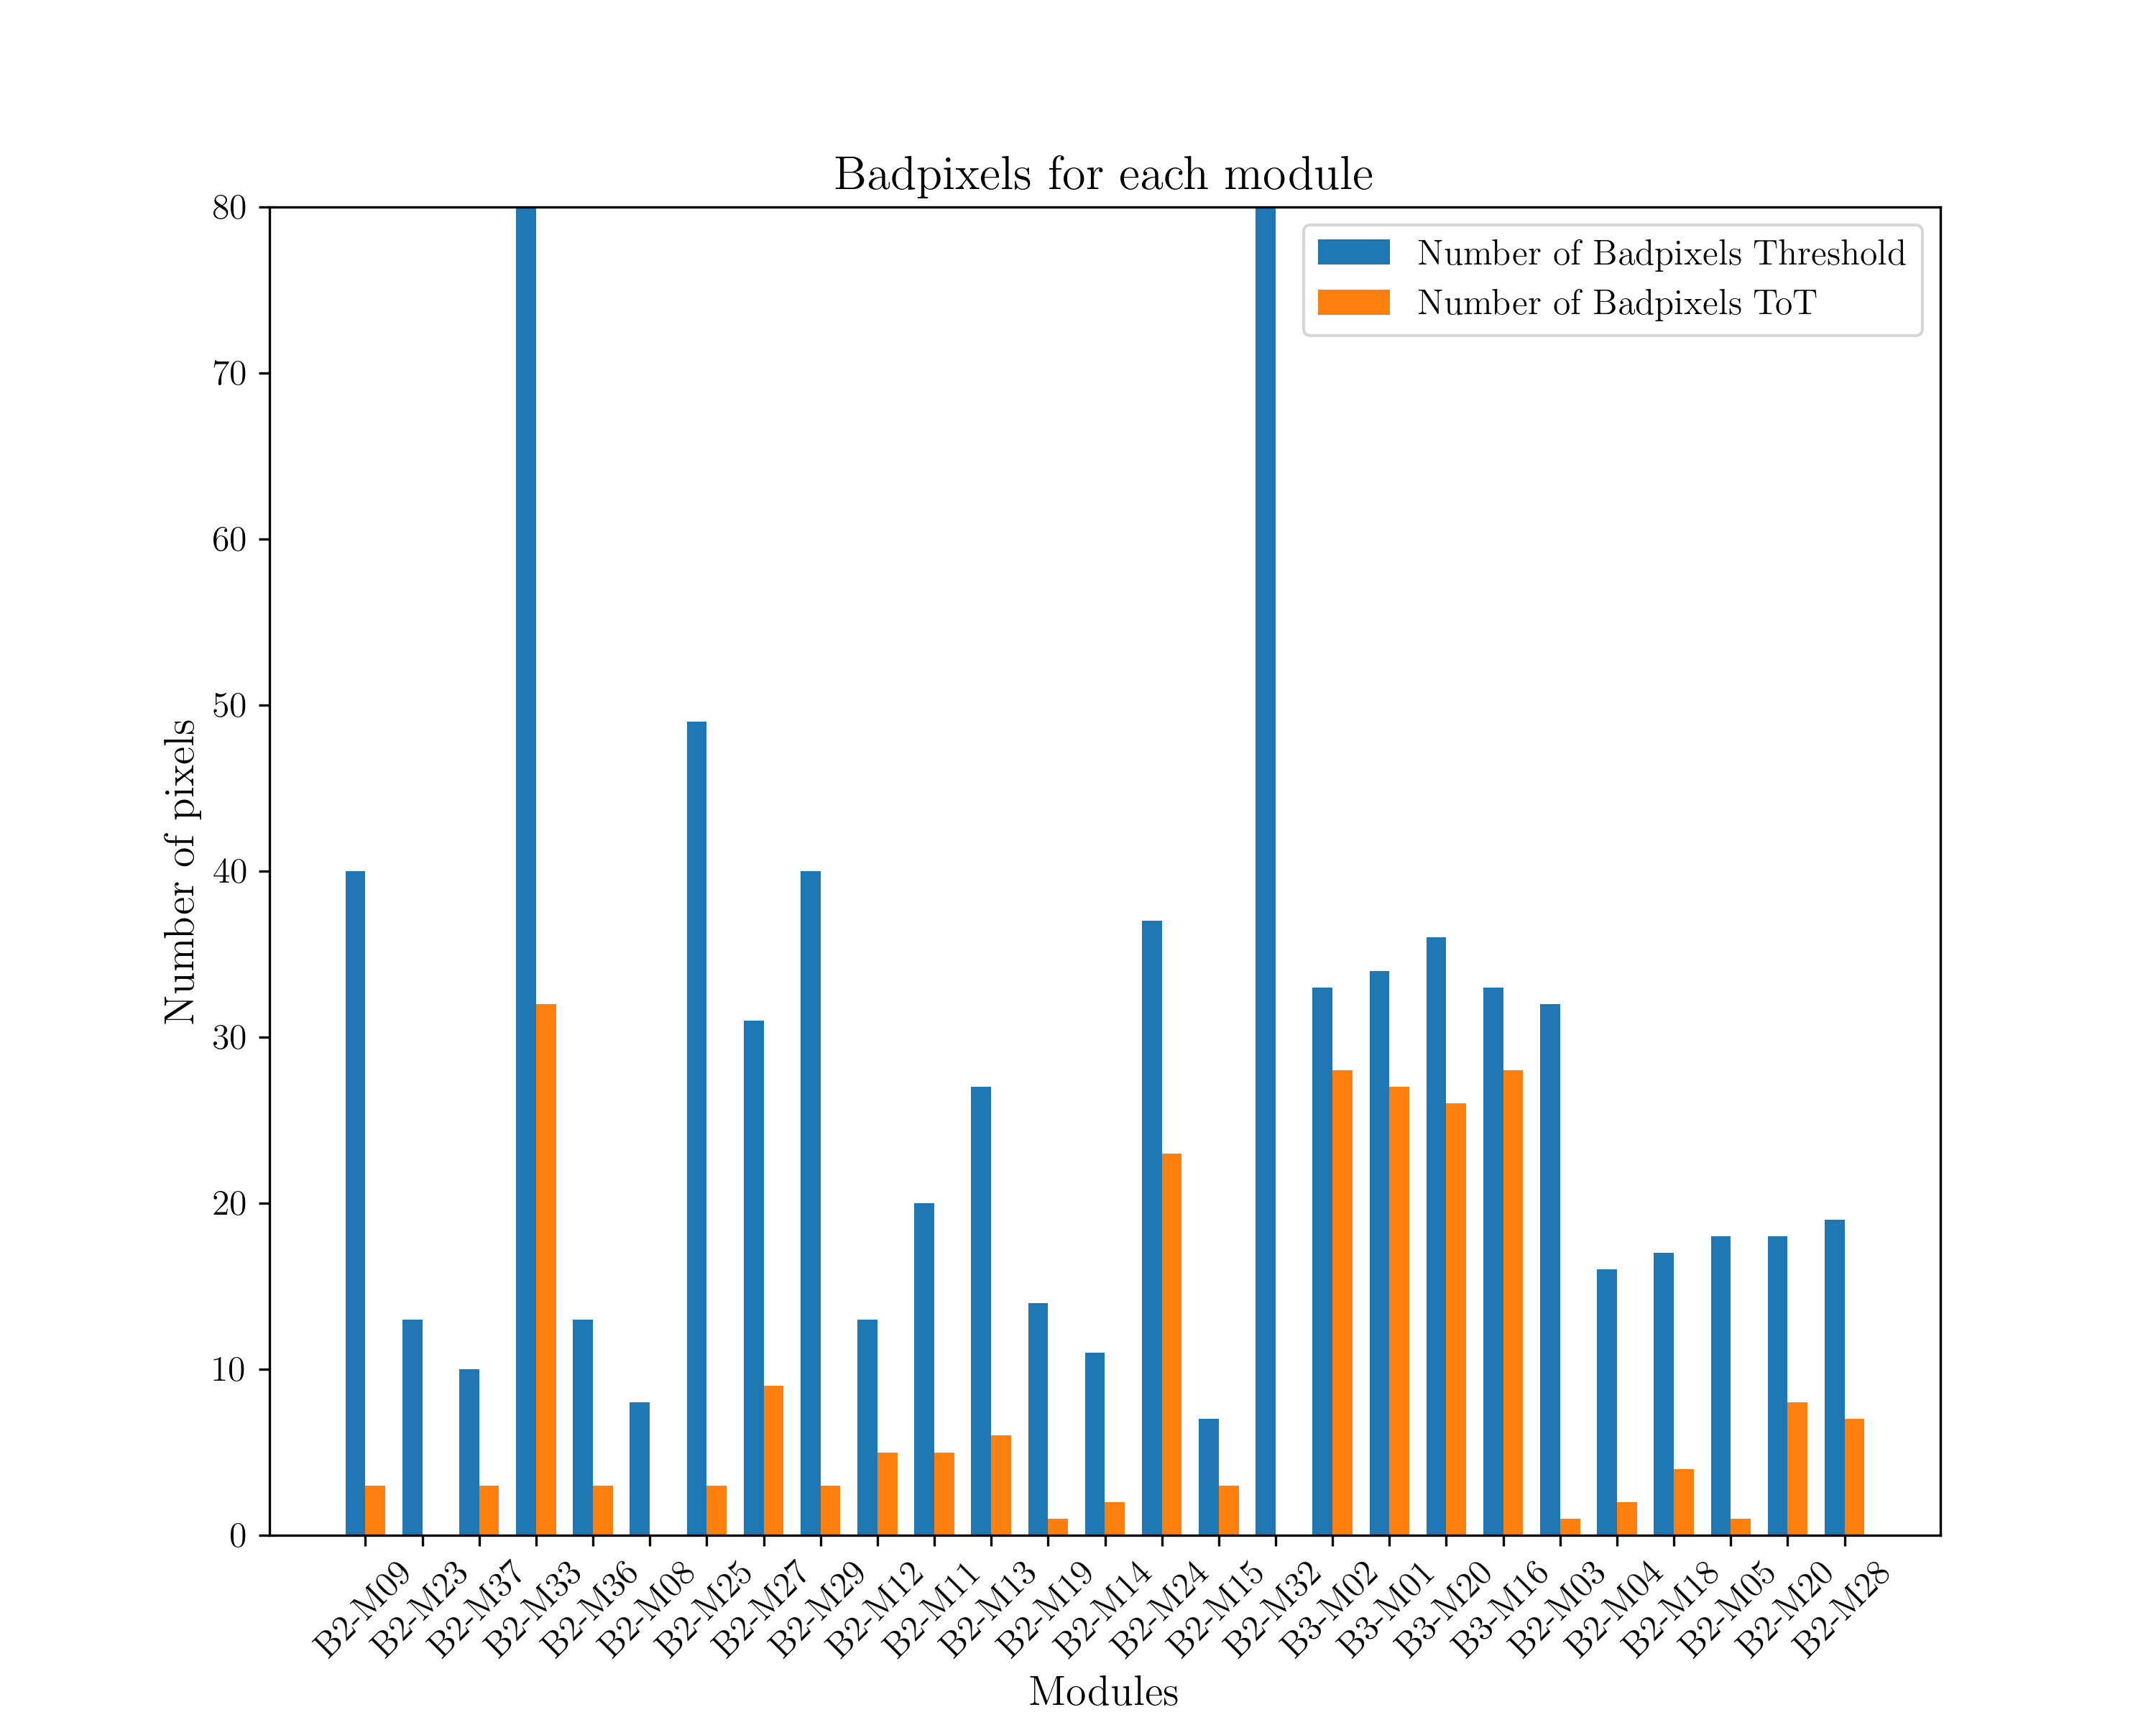 Badpixels for each module
80
70
60
50
40
30
20
10
0
Number of pixels
Number of Badpixels Threshold
Number of Badpixels ToT
B2-M09
B2-M23
B2-M37
B2-M33
B2-M36
B2-M08
B2-M25
B2-M27
B2-M29
B2-M12
B2-M11
B2-M13
B2-M19
B2-M14
B2-M24
B2-M15
B2-M32
B3-M02
B3-M01
B3-M20
B3-M16
B2-M03
B2-M04
B2-M18
B2-M05
B2-M20
B2-M28
Modules